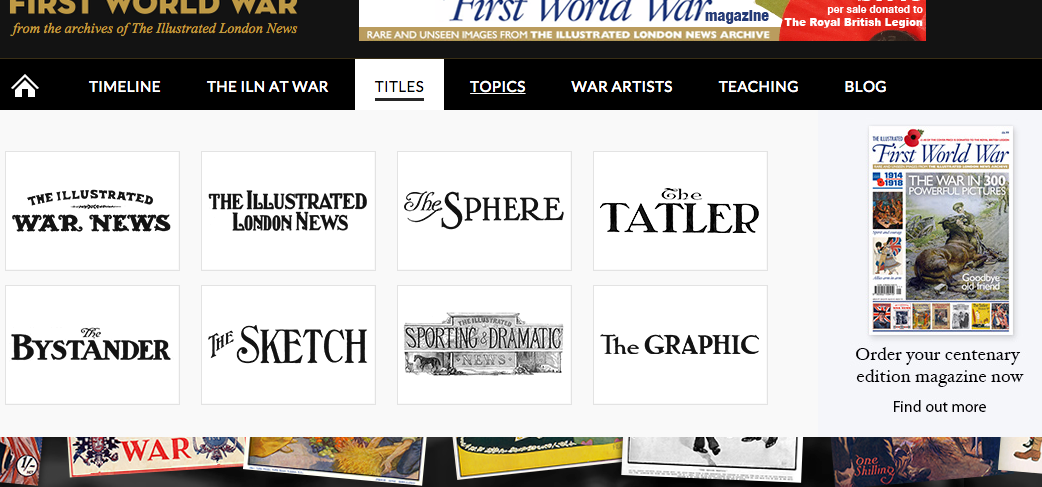 FIRST WORLD WAR
from the archives of The Illustrated London News
First World War magazine
RARE AND UNSEEN IMAGES FROM THE ILLUSTRATED LONDON NEWS ARCHIVE
per sale donated to
The Royal British Legion
TIMELINE
THE ILN AT WAR
TITLES
TOPICS
WAR ARTISTS
TEACHING
BLOG
THE ILLUSTRATED
WAR NEWS
THE ILLUSTRATED
LONDON NEWS
The SPHERE
The
TATLER
The
BYSTANDER
THE SKETCH
THE ILLUSTRATED
SPORTING & DRAMATIC
NEWS
The GRAPHIC
THE ILLUSTRATED
First World War
1914
1918
THE WAR IN 300
POWERFUL PICTURES
Goodbye
old friend
Order your centenary
edition magazine now
Find out more
1/-
WAR
One
Shilling